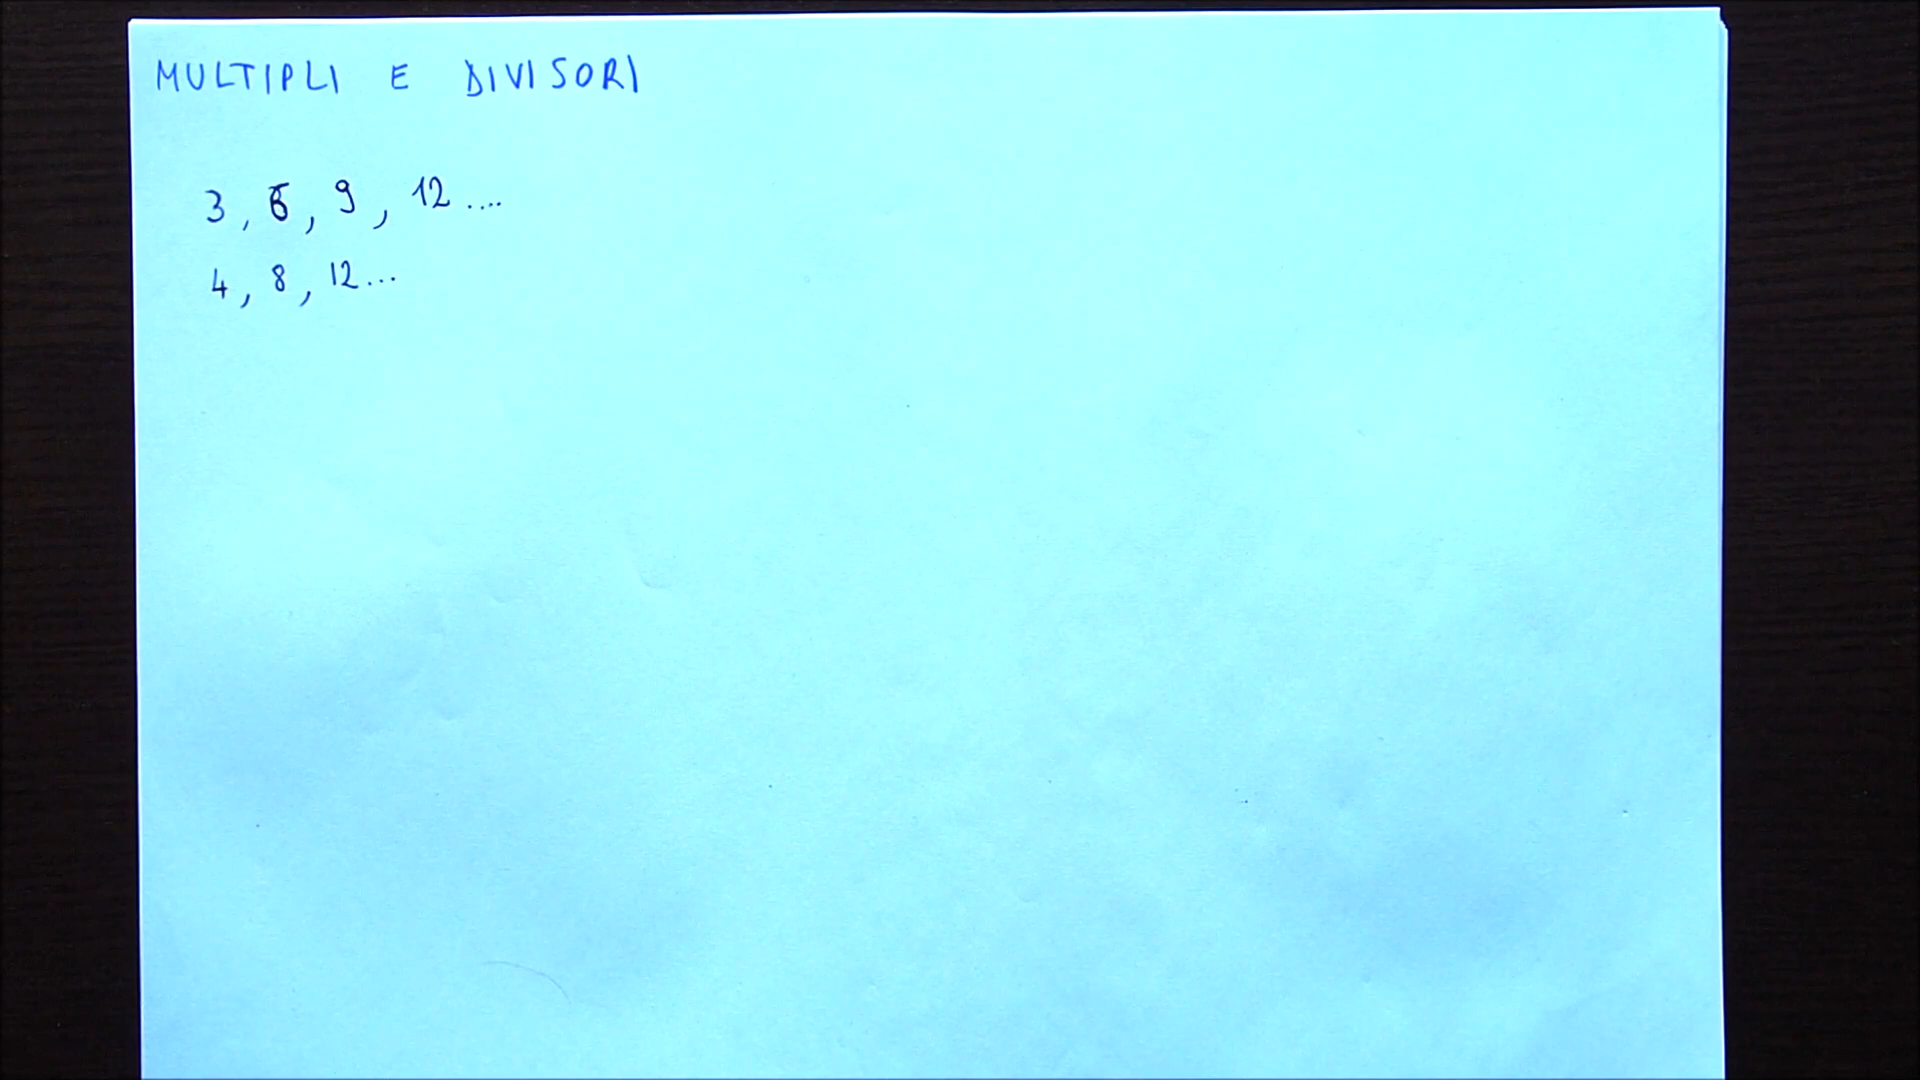 MULTIPLI E DIVISORI
3, 6, 9, 12....
4, 8, 12...